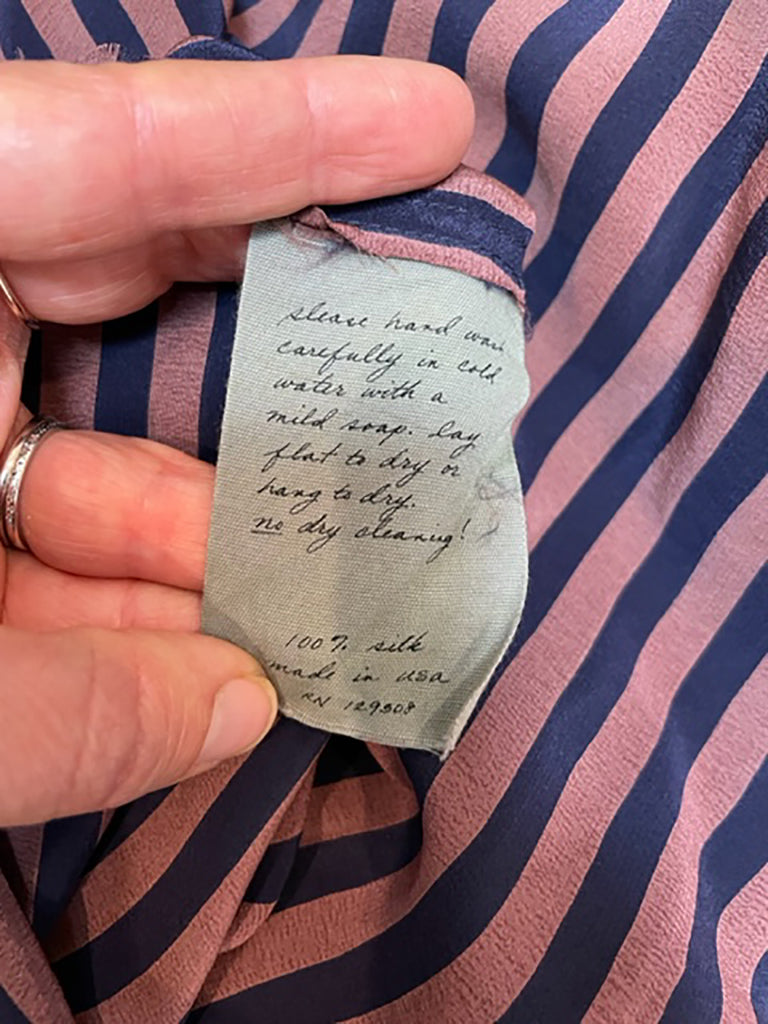 please hand wash
carefully in cold
water with a
mild soap. lay
flat to dry or
hang to dry.
no dry cleaning!
100% silk
made in usa
RN 129508